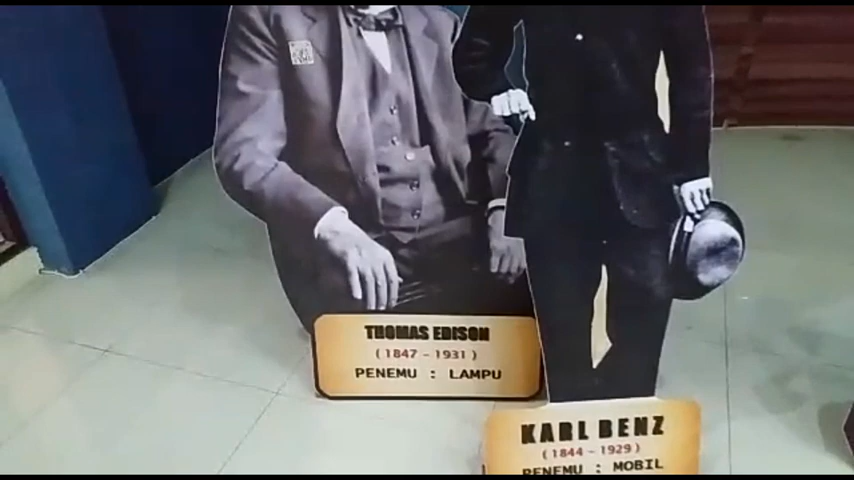 THOMAS EDISON
( 1847 - 1931 )
PENEMU : LAMPU
KARL BENZ
( 1844 - 1929 )
PENEMU : MOBIL